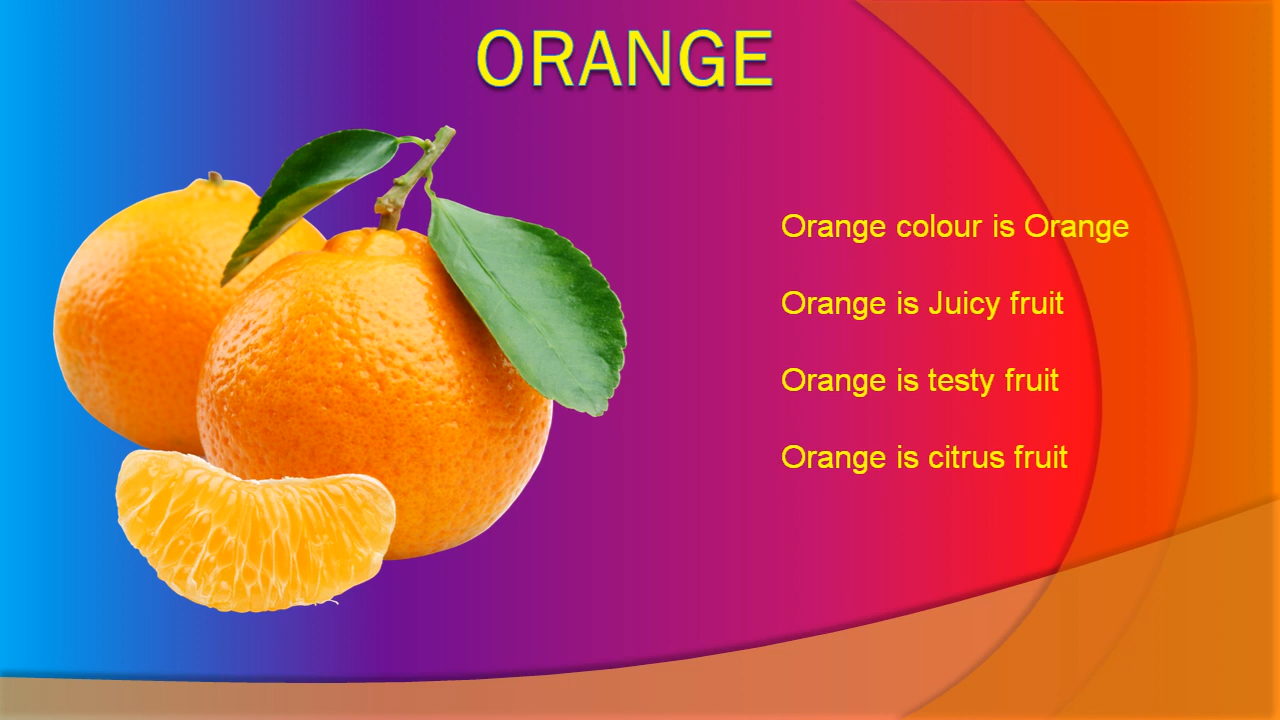 ORANGE
Orange colour is Orange
Orange is Juicy fruit
Orange is testy fruit
Orange is citrus fruit